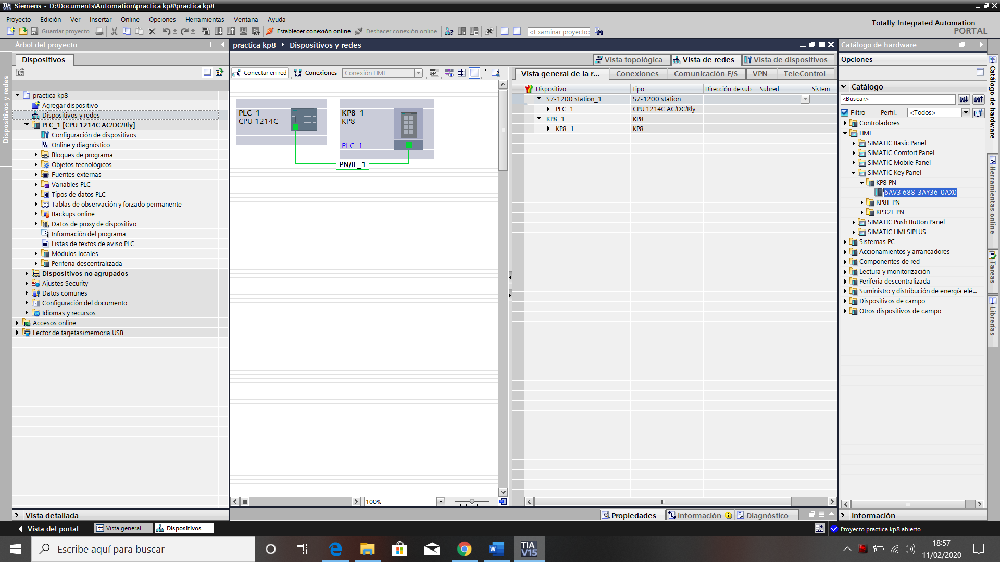 Siemens - D:\Documents\Automation\practica kp8\practica kp8
Proyecto Edición Ver Insertar Online Opciones Herramientas Ventana Ayuda
Totally Integrated Automation
PORTAL
Guardar proyecto Establecer conexión online Deshacer conexión online <Examinar proyecto>
Árbol del proyecto
Dispositivos
Dispositivos y redes
practica kp8
Agregar dispositivo
Dispositivos y redes
PLC_1 [CPU 1214C AC/DC/Rly]
Configuración de dispositivos
Online y diagnóstico
Bloques de programa
Objetos tecnológicos
Fuentes externas
Variables PLC
Tipos de datos PLC
Tablas de observación y forzado permanente
Backups online
Datos de proxy de dispositivo
Información del programa
Listas de textos de aviso PLC
Módulos locales
Periferia descentralizada
Dispositivos no agrupados
Ajustes Security
Datos comunes
Configuración del documento
Idiomas y recursos
Accesos online
Lector de tarjetas/memoria USB
Vista detallada
practica kp8 Dispositivos y redes
Vista topológica Vista de redes Vista de dispositivos
Conectar en red Conexiones Conexión HMI
PLC_1
CPU 1214C
KP8_1
KP8
PLC_1
PN/IE_1
100%
Vista general de la r... Conexiones Comunicación E/S VPN TeleControl
Dispositivo Tipo Dirección de sub.. Subred Sistem...
S7-1200 station_1 S7-1200 station
PLC_1 CPU 1214C AC/DC/Rly
KP8_1 KP8
KP8_1 KP8
Propiedades Información Diagnóstico
Catálogo de hardware
Opciones
Catálogo
<Buscar>
Filtro Perfil: <Todos>
Controladores
HMI
SIMATIC Basic Panel
SIMATIC Comfort Panel
SIMATIC Mobile Panel
SIMATIC Key Panel
KP8 PN
6AV3 688-3AY36-0AX0
KP8F PN
KP32F PN
SIMATIC Push Button Panel
SIMATIC HMI SIPLUS
Sistemas PC
Accionamientos y arrancadores
Componentes de red
Lectura y monitorización
Periferia descentralizada
Suministro y distribución de energía elé...
Dispositivos de campo
Otros dispositivos de campo
Información
Catálogo de hardware
Herramientas online
Tareas
Librerías
Vista del portal Vista general Dispositivos ... Proyecto practica kp8 abierto.
Escribe aquí para buscar
TIA
V15
18:57
11/02/2020